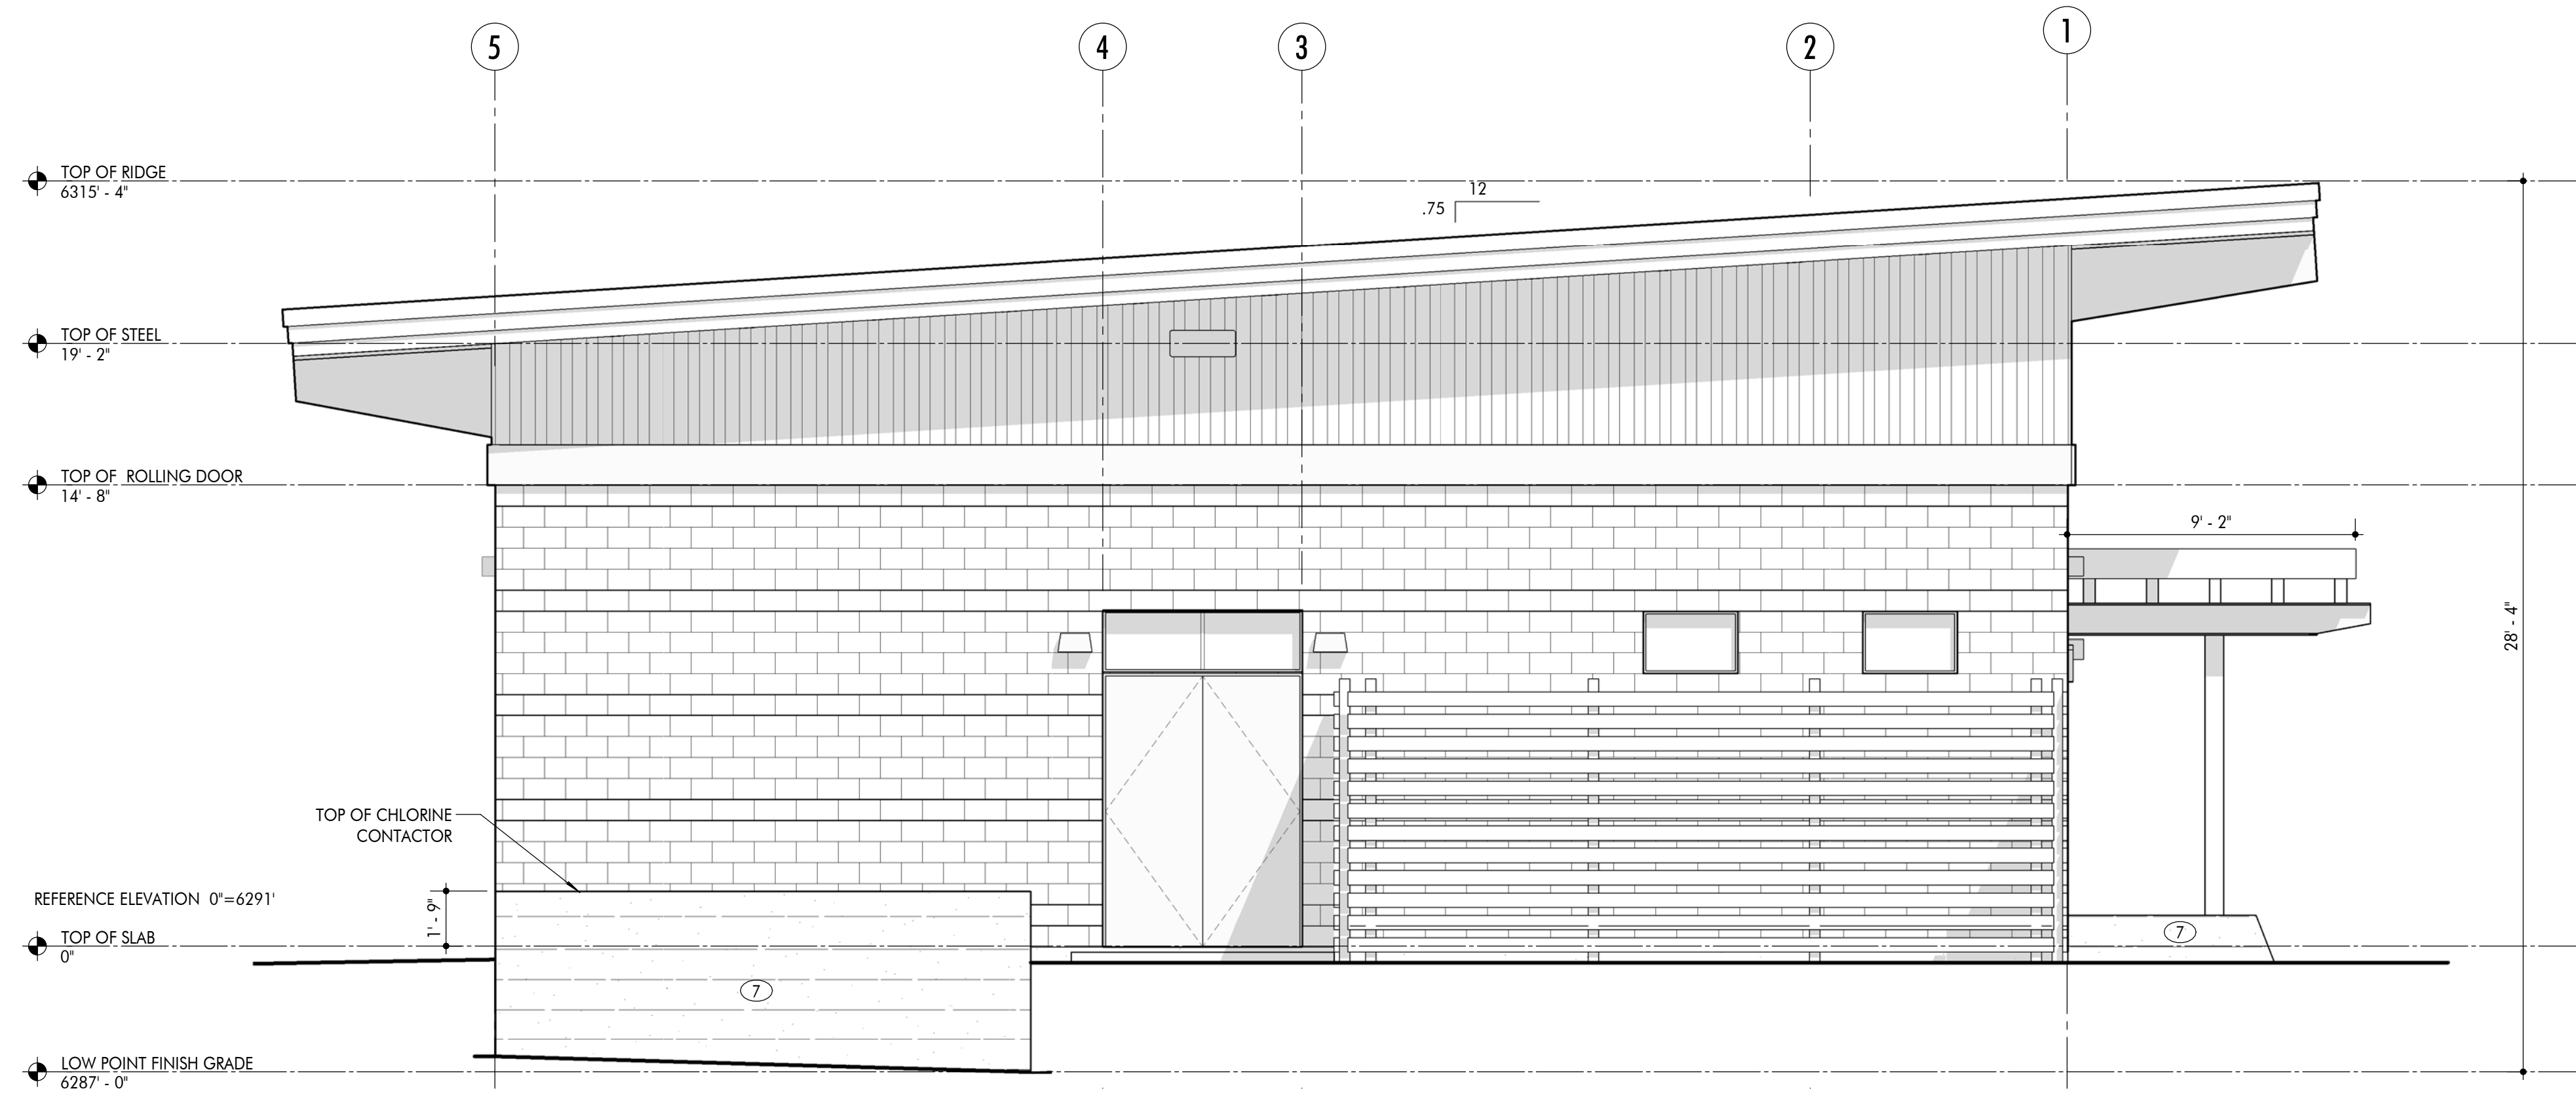 5
4
3
2
1
TOP OF RIDGE
6315' - 4"
12
.75
TOP OF STEEL
19' - 2"
TOP OF  ROLLING DOOR
14' - 8"
9' - 2"
28' - 4"
TOP OF CHLORINE
CONTACTOR
REFERENCE ELEVATION  0"=6291'
1' - 9"
TOP OF SLAB
0"
7
7
LOW POINT FINISH GRADE
6287' - 0"